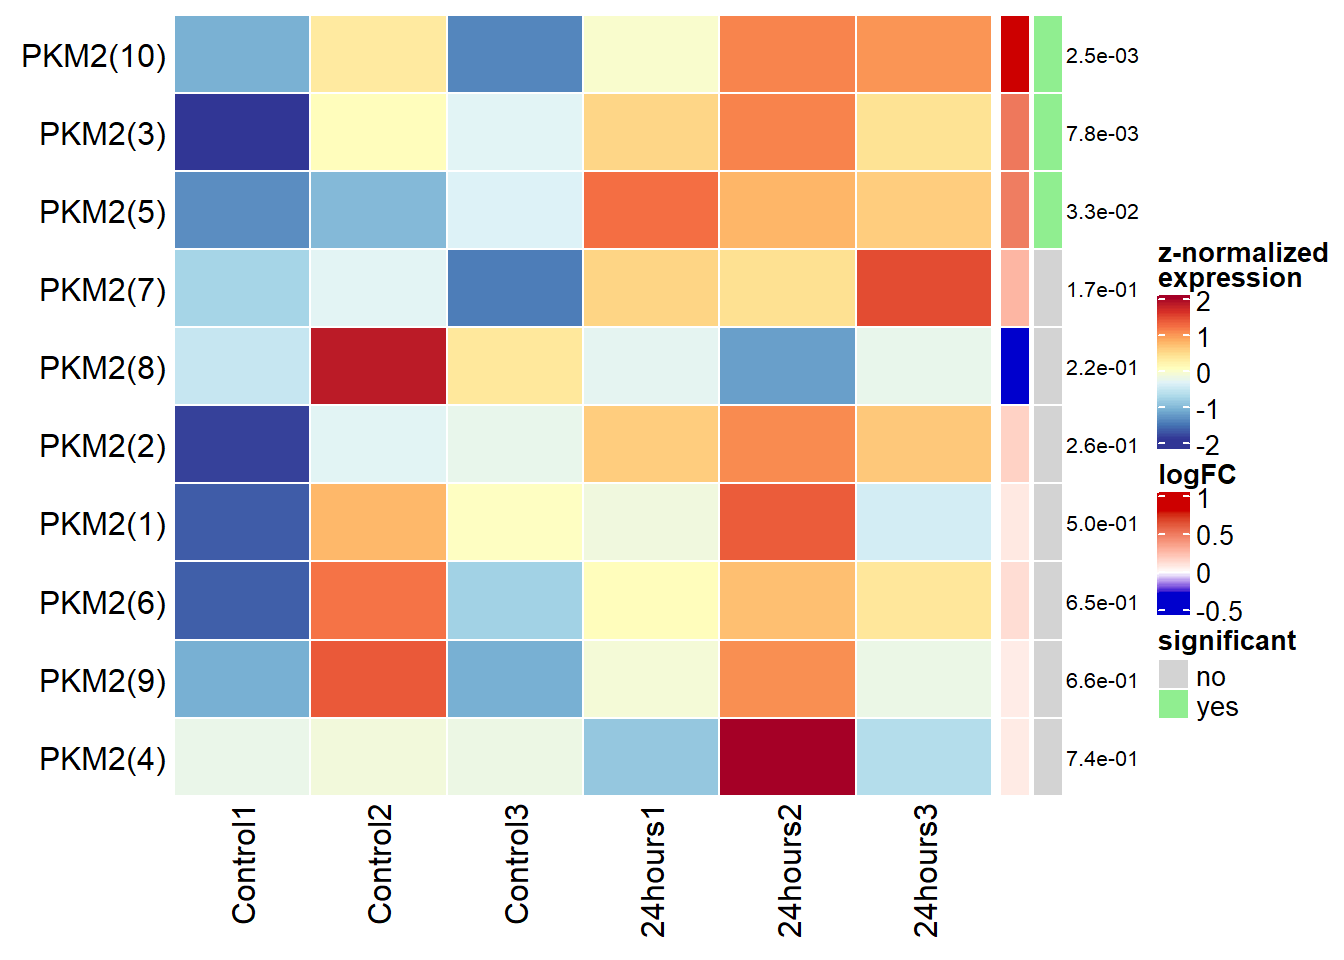 PKM2(10)
2.5e-03
PKM2(3)
7.8e-03
PKM2(5)
3.3e-02
PKM2(7)
1.7e-01
PKM2(8)
2.2e-01
PKM2(2)
2.6e-01
PKM2(1)
5.0e-01
PKM2(6)
6.5e-01
PKM2(9)
6.6e-01
PKM2(4)
7.4e-01
Control1
Control2
Control3
24hours1
24hours2
24hours3
z-normalized
expression
2
1
0
-1
-2
logFC
1
0.5
0
-0.5
significant
no
yes